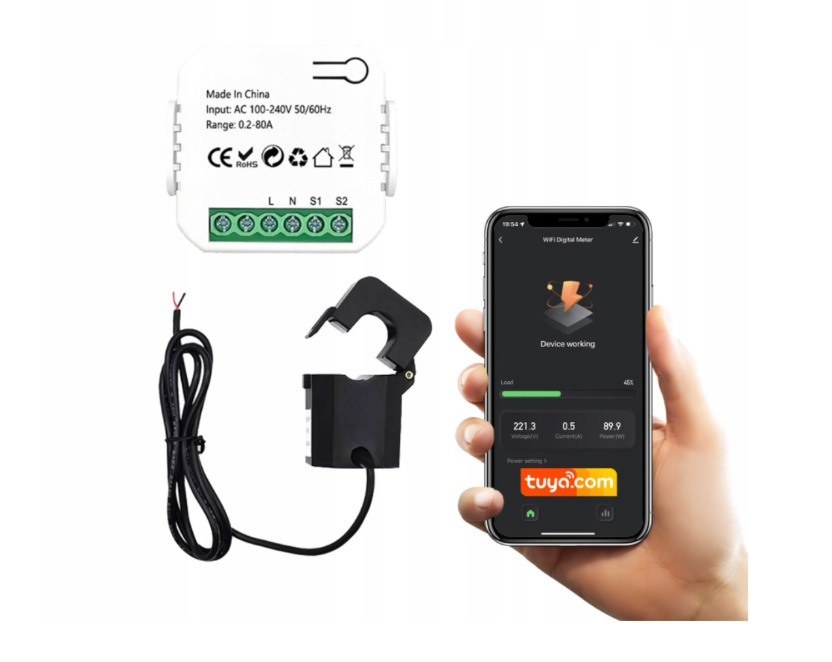 Made In China
Input: AC 100-240V 50/60Hz
Range: 0.2-80A
CE RoHS
L N S1 S2
19:54
WiFi Digital Meter
Device working
Load 45%
221.3 0.5 89.9
Voltage(V) Current(A) Power(W)
Power setting >
tuya.com